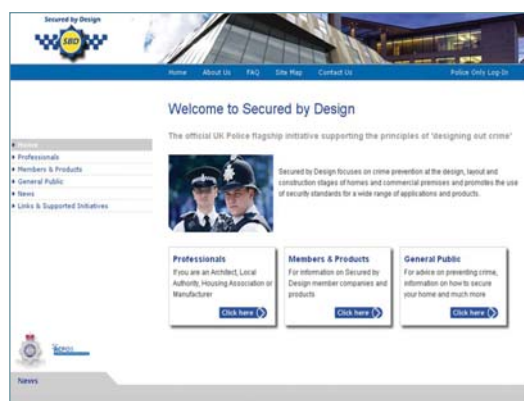 Secured by Design
SBD
Home About Us FAQ Site Map Contact Us Police Only Log-In
Welcome to Secured by Design
The official UK Police flagship initiative supporting the principles of 'designing out crime'
Home
Professionals
Members & Products
General Public
News
Links & Supported Initiatives
Secured by Design focuses on crime prevention at the design, layout and
construction stages of homes and commercial premises and promotes the use
of security standards for a wide range of applications and products.
Professionals
If you are an Architect, Local
Authority, Housing Association or
Manufacturer
Click here
Members & Products
For information on Secured by
Design member companies and
products
Click here
General Public
For advice on preventing crime,
information on how to secure
your home and much more
Click here
News